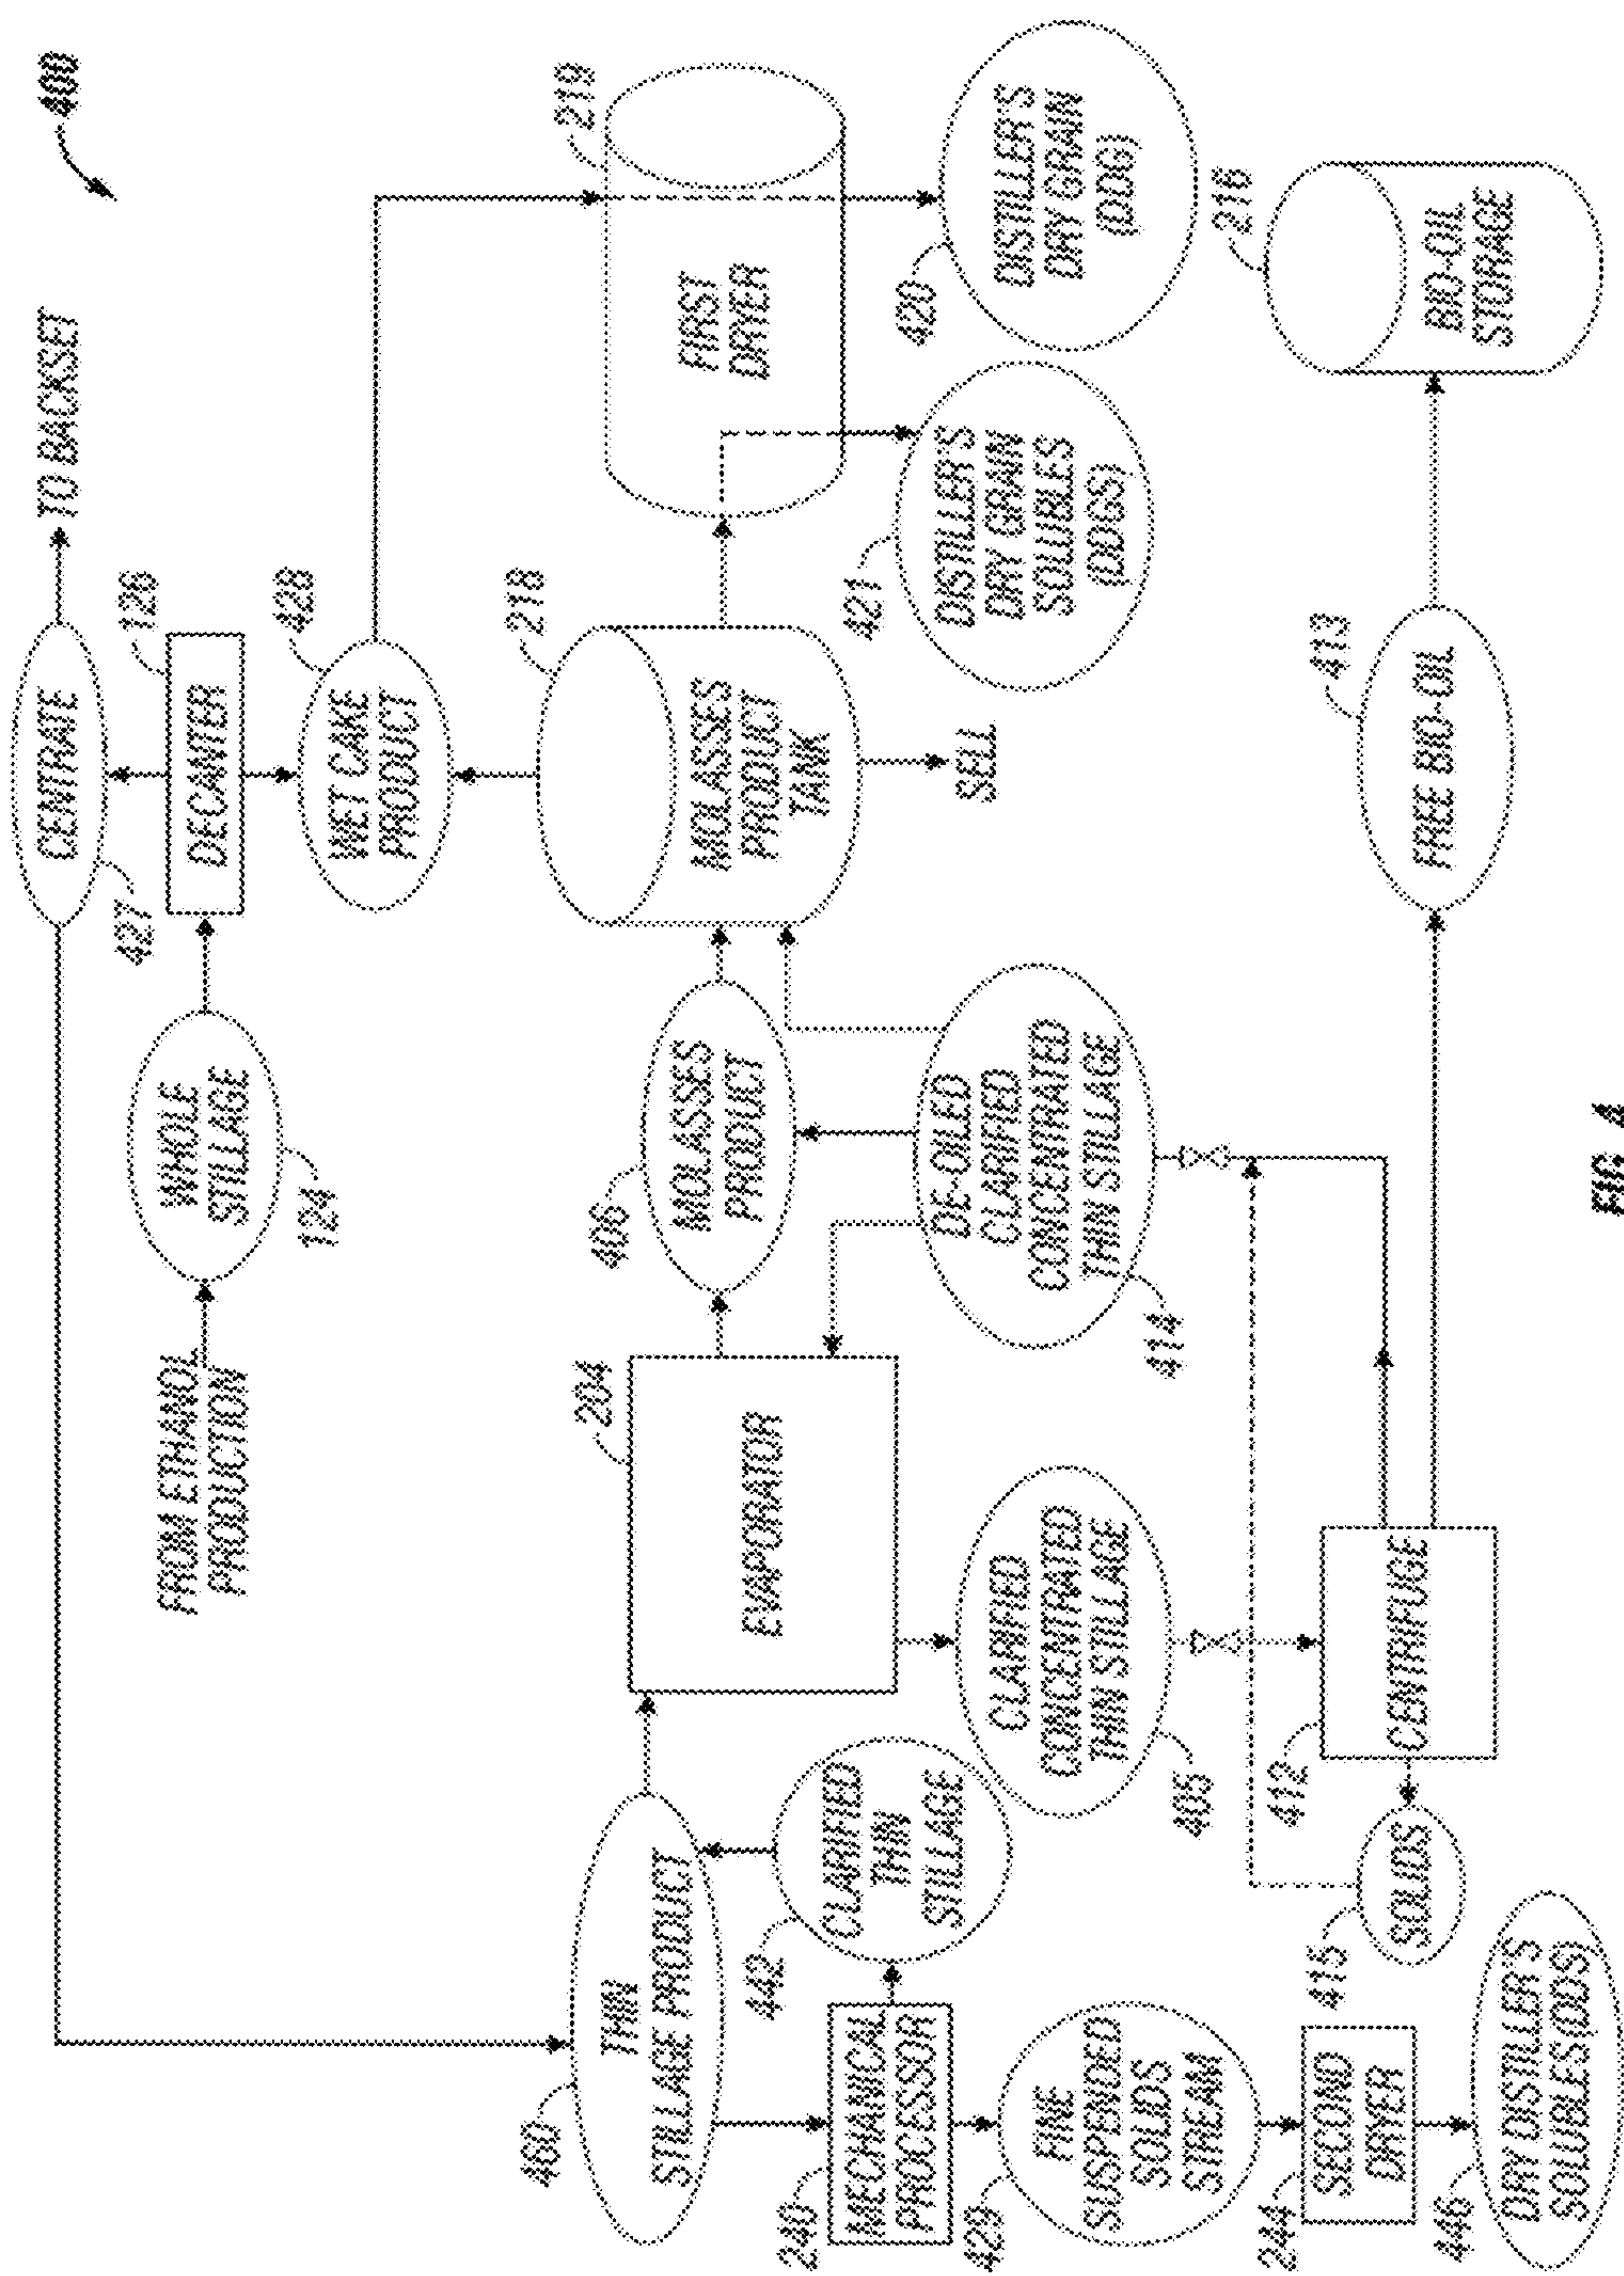 400
CENTRATE
TO BACKSET
427
DECANTER
126
FROM ETHANOL
PRODUCTION
WHOLE
STILLAGE
124
WET CAKE
PRODUCT
428
THIN
STILLAGE PRODUCT
460
EVAPORATOR
204
MOLASSES
PRODUCT
406
MOLASSES
PRODUCT
TANK
218
SELL
FIRST
DRYER
219
MECHANICAL
PROCESSOR
240
CLARIFIED
THIN
STILLAGE
442
CLARIFIED
CONCENTRATED
THIN STILLAGE
405
DE-OILED
CLARIFIED
CONCENTRATED
THIN STILLAGE
414
DISTILLER'S
DRY GRAIN
SOLUBLES
(DDGS)
421
DISTILLER'S
DRY GRAIN
(DDG)
420
FINE
SUSPENDED
SOLIDS
STREAM
429
SECOND
DRYER
244
DRY DISTILLER'S
SOLUBLES(DDS)
446
SOLIDS
415
CENTRIFUGE
412
FREE BIO-OIL
413
BIO-OIL
STORAGE
216
FIG. 4